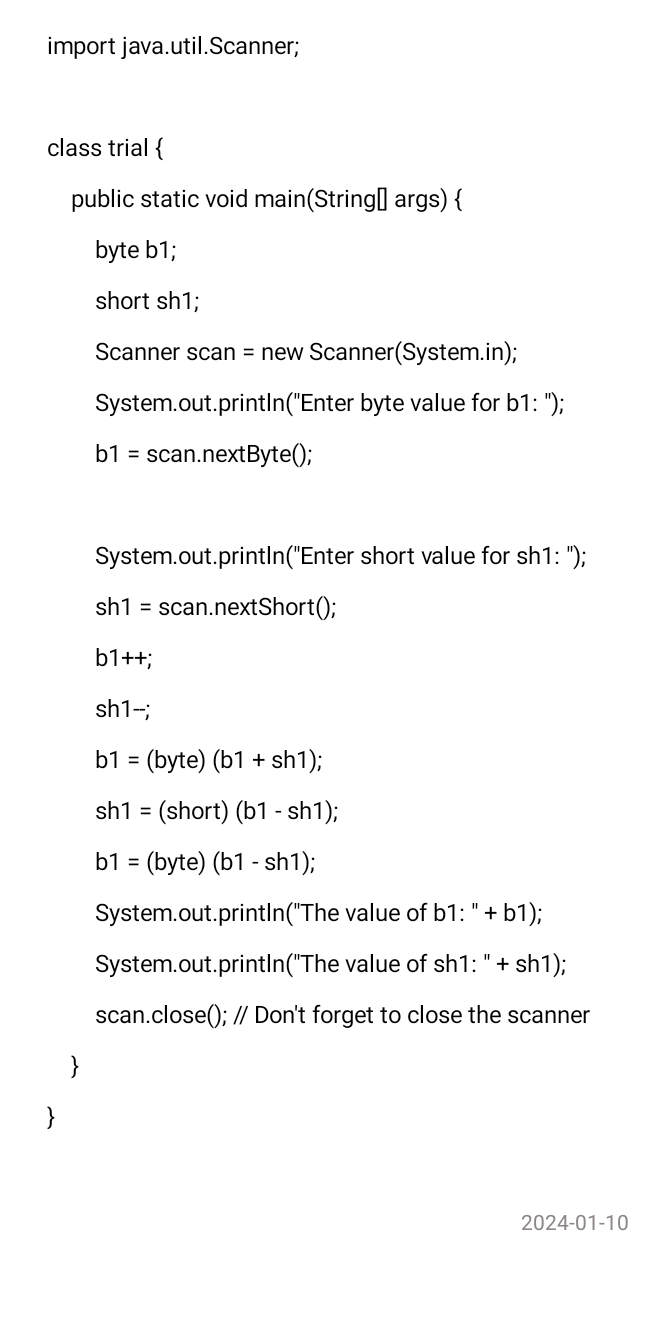 import java.util.Scanner;
class trial {
public static void main(String[] args) {
byte b1;
short sh1;
Scanner scan = new Scanner(System.in);
System.out.println("Enter byte value for b1: ");
b1 = scan.nextByte();
System.out.println("Enter short value for sh1: ");
sh1 = scan.nextShort();
b1++;
sh1--;
b1 = (byte) (b1 + sh1);
sh1 = (short) (b1 - sh1);
b1 = (byte) (b1 - sh1);
System.out.println("The value of b1: " + b1);
System.out.println("The value of sh1: " + sh1);
scan.close(); // Don't forget to close the scanner
}
}
2024-01-10